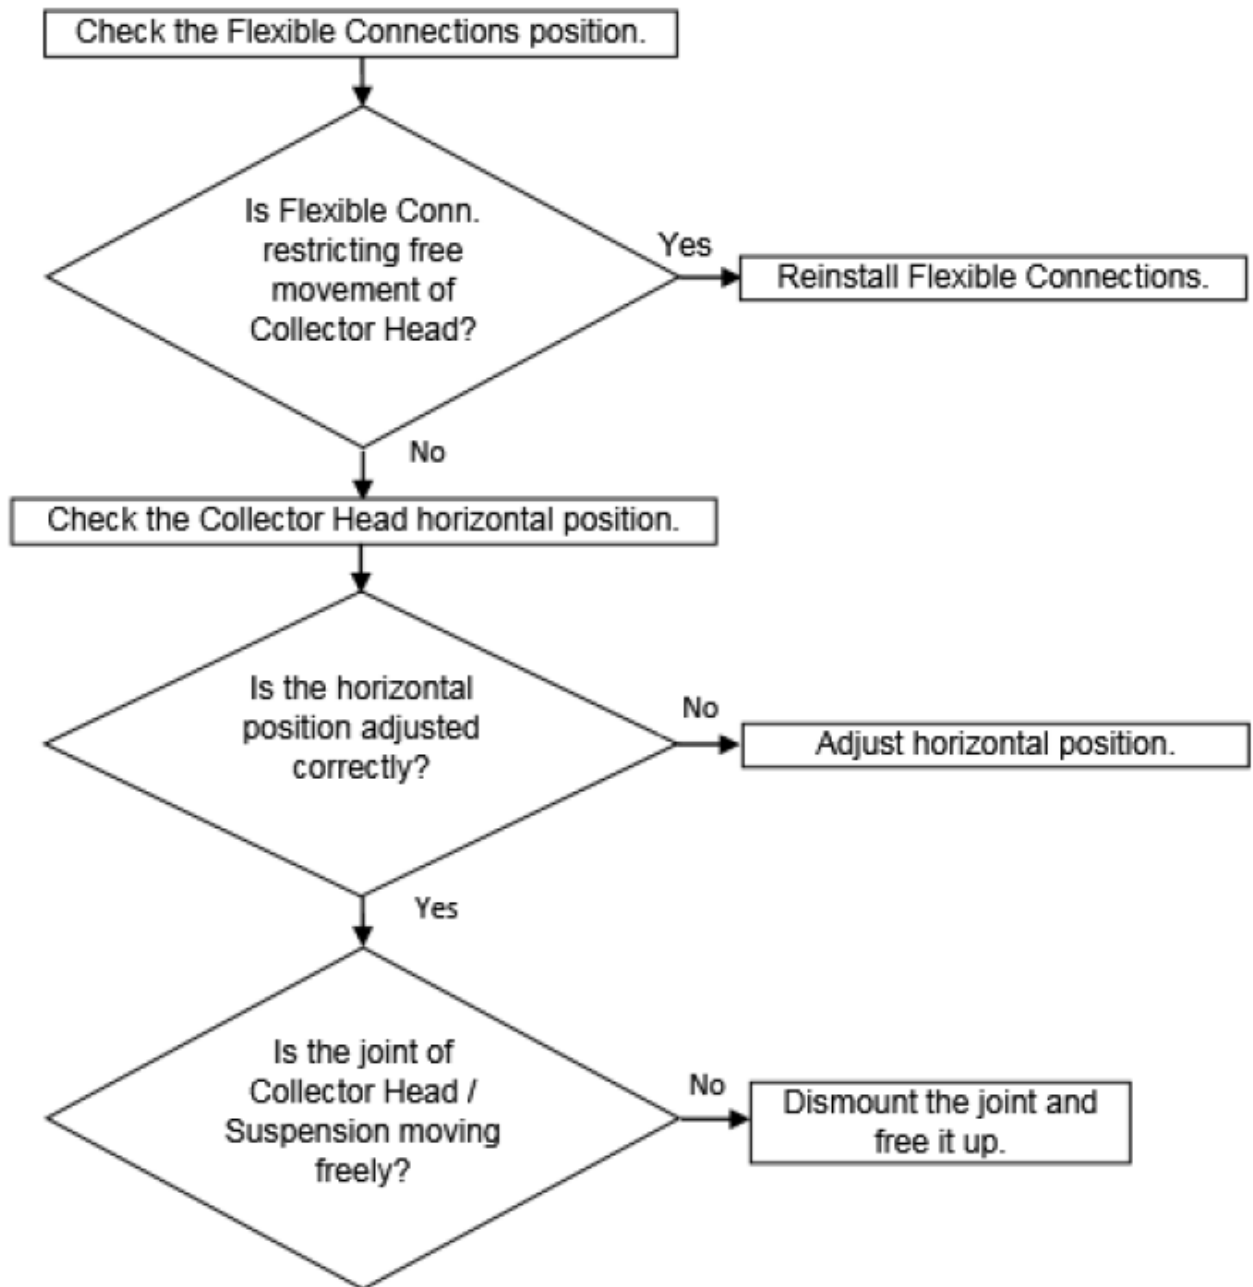 Check the Flexible Connections position.
Is Flexible Conn.
restricting free
movement of
Collector Head?
Yes
Reinstall Flexible Connections.
No
Check the Collector Head horizontal position.
Is the horizontal
position adjusted
correctly?
No
Adjust horizontal position.
Yes
Is the joint of
Collector Head /
Suspension moving
freely?
No
Dismount the joint and
free it up.